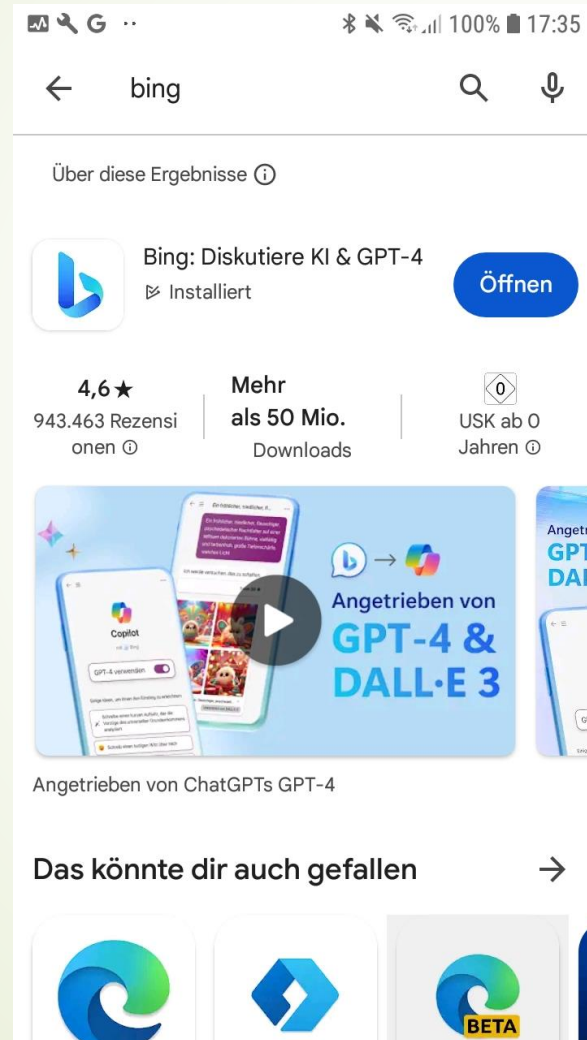 100% 17:35
bing
Über diese Ergebnisse
Bing: Diskutiere KI & GPT-4
Installiert
Öffnen
4,6★
943.463 Rezensi
onen
Mehr
als 50 Mio.
Downloads
0
USK ab 0
Jahren
Copilot
GPT-4 verwenden
Angetrieben von
GPT-4 &
DALL·E 3
Angetrieben von ChatGPTs GPT-4
Das könnte dir auch gefallen
BETA